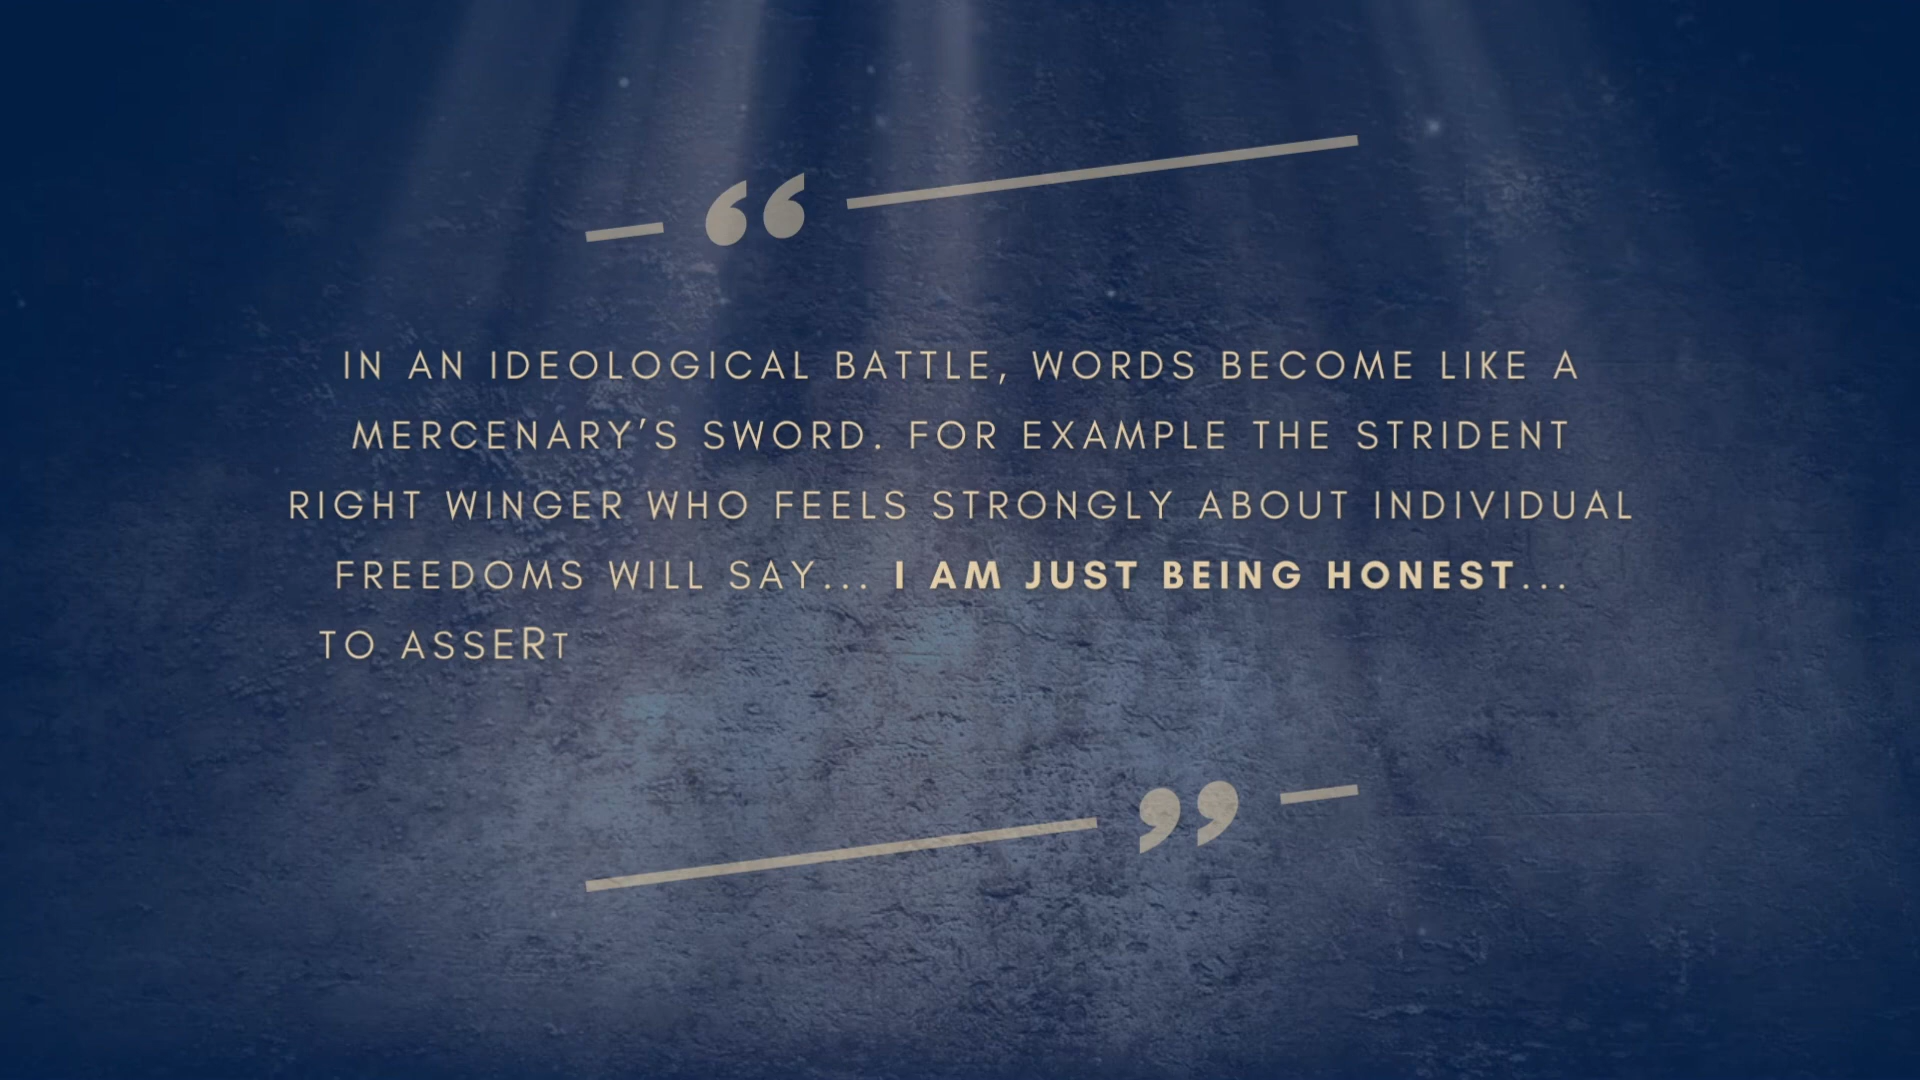 “
IN AN IDEOLOGICAL BATTLE, WORDS BECOME LIKE A
MERCENARY’S SWORD. FOR EXAMPLE THE STRIDENT
RIGHT WINGER WHO FEELS STRONGLY ABOUT INDIVIDUAL
FREEDOMS WILL SAY... I AM JUST BEING HONEST...
TO ASSERT
”